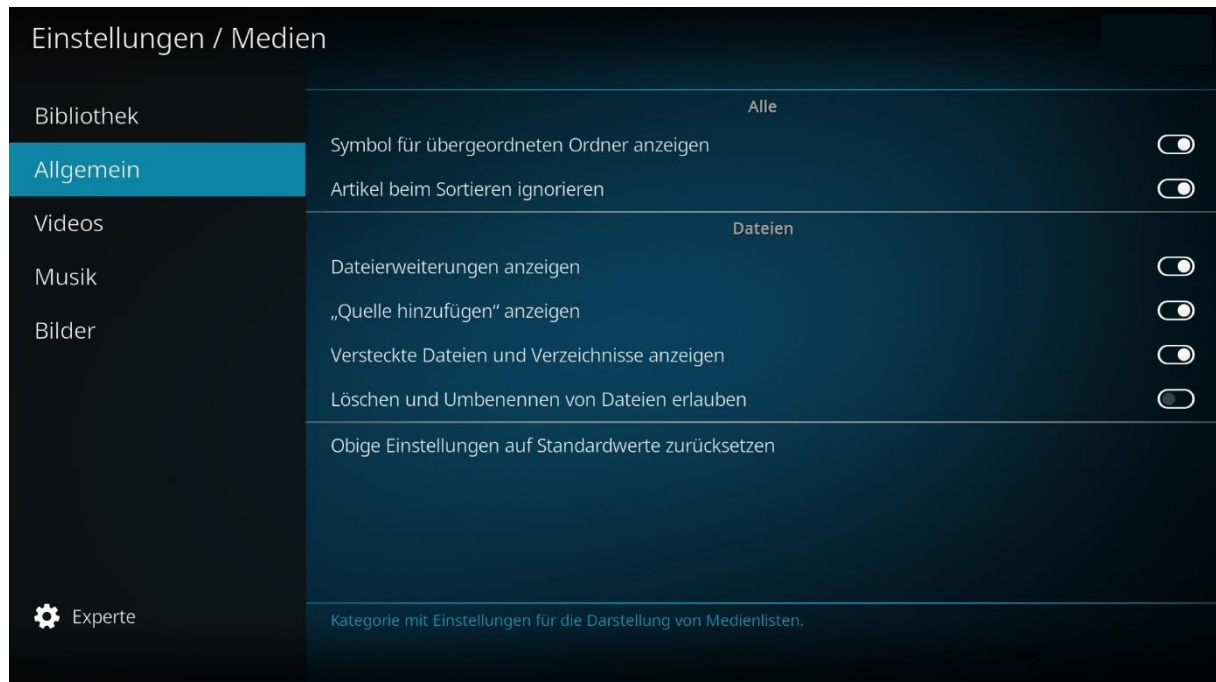 Einstellungen / Medien
Bibliothek
Allgemein
Videos
Musik
Bilder
Experte
Alle
Symbol für übergeordneten Ordner anzeigen
Artikel beim Sortieren ignorieren
Dateien
Dateierweiterungen anzeigen
„Quelle hinzufügen“ anzeigen
Versteckte Dateien und Verzeichnisse anzeigen
Löschen und Umbenennen von Dateien erlauben
Obige Einstellungen auf Standardwerte zurücksetzen
Kategorie mit Einstellungen für die Darstellung von Medienlisten.